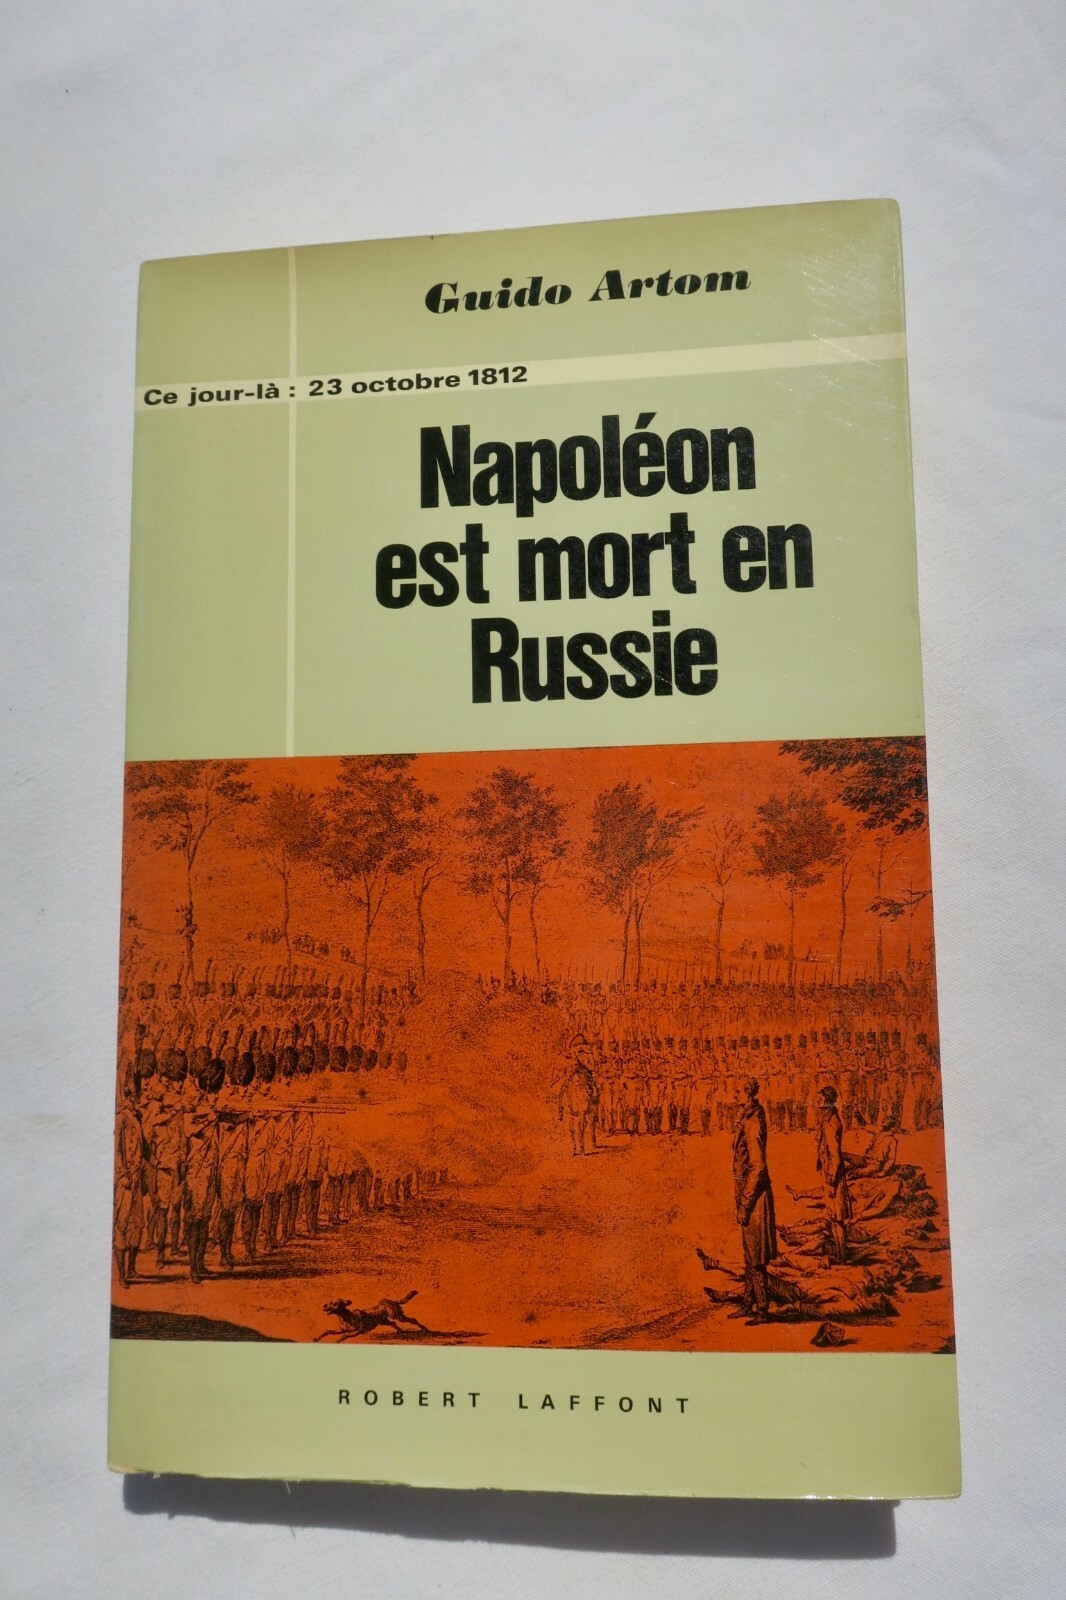 Guido Artom
Ce jour-là : 23 octobre 1812
Napoléon
est mort en
Russie
ROBERT LAFFONT